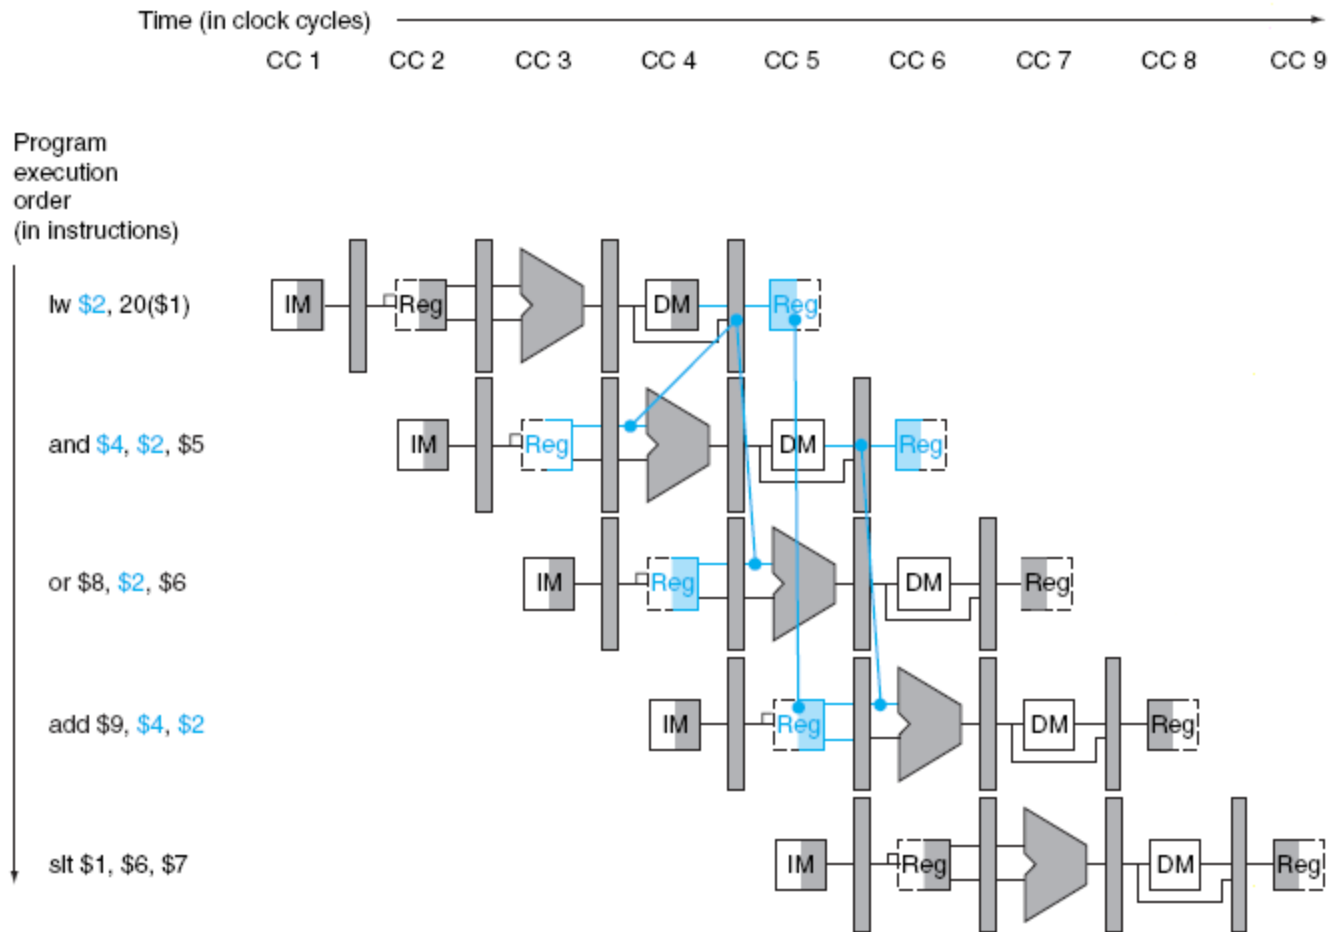 Time (in clock cycles)
CC 1 CC 2 CC 3 CC 4 CC 5 CC 6 CC 7 CC 8 CC 9
Program
execution
order
(in instructions)
lw $2, 20($1) IM Reg DM Reg
and $4, $2, $5 IM Reg DM Reg
or $8, $2, $6 IM Reg DM Reg
add $9, $4, $2 IM Reg DM Reg
slt $1, $6, $7 IM Reg DM Reg